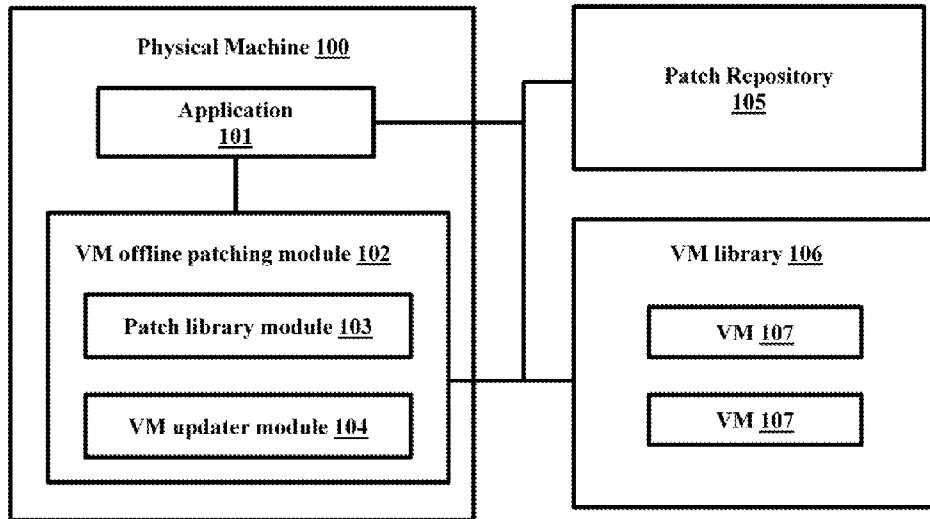 Physical Machine 100
Application
101
VM offline patching module 102
Patch library module 103
VM updater module 104
Patch Repository
105
VM library 106
VM 107
VM 107